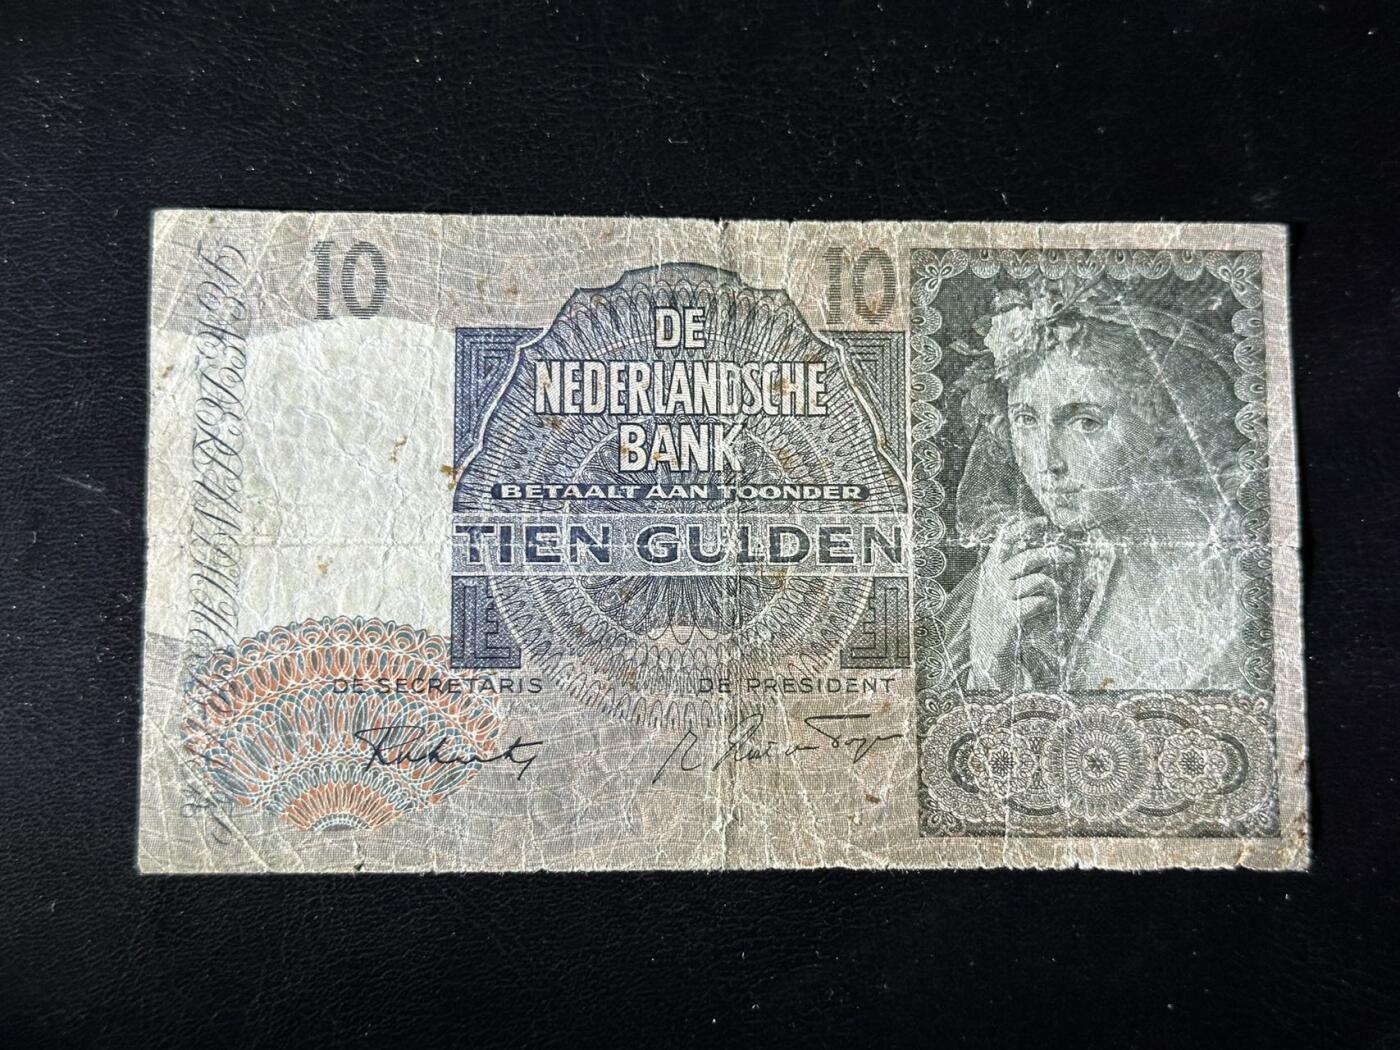 10
10
DE
NEDERLANDSCHE
BANK
BETAALT AAN TOONDER
TIEN GULDEN
DE SECRETARIS
DE PRESIDENT